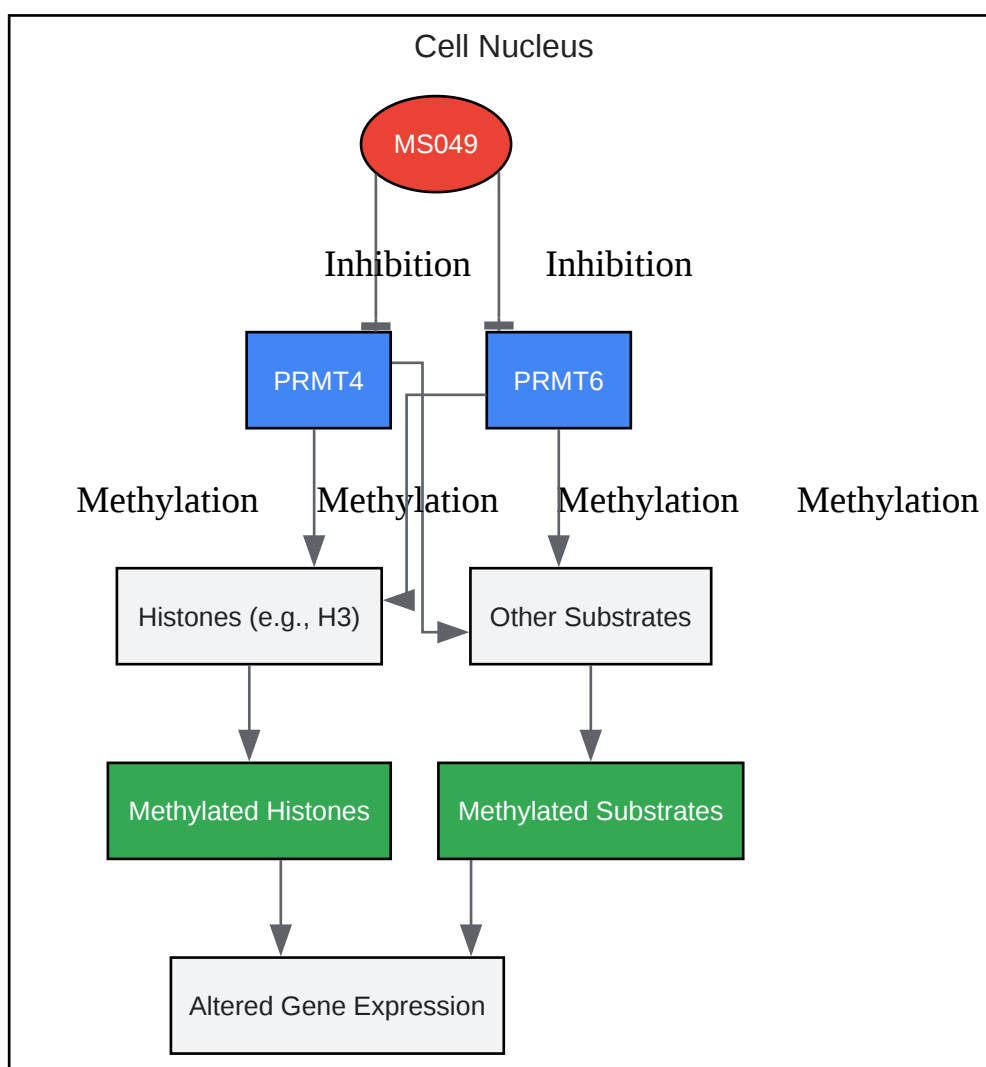 Cell Nucleus
MS049
Inhibition
Inhibition
PRMT4
PRMT6
Methylation
Methylation
Methylation
Methylation
Histones (e.g., H3)
Other Substrates
Methylated Histones
Methylated Substrates
Altered Gene Expression